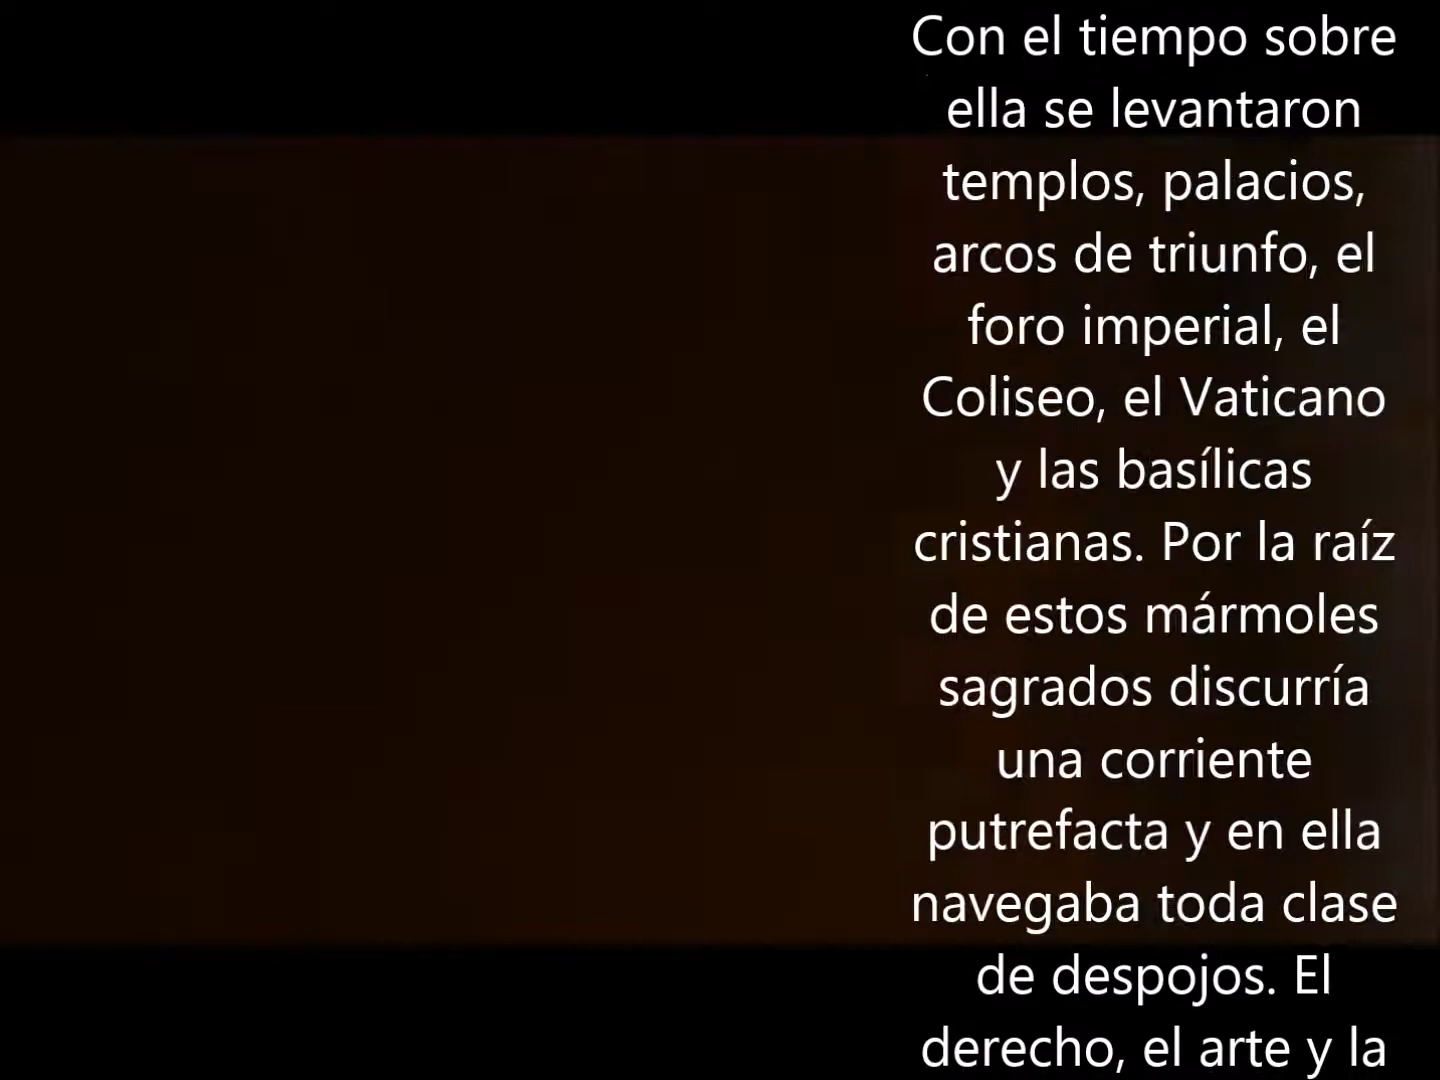 Con el tiempo sobre
ella se levantaron
templos, palacios,
arcos de triunfo, el
foro imperial, el
Coliseo, el Vaticano
y las basílicas
cristianas. Por la raíz
de estos mármoles
sagrados discurría
una corriente
putrefacta y en ella
navegaba toda clase
de despojos. El
derecho, el arte y la